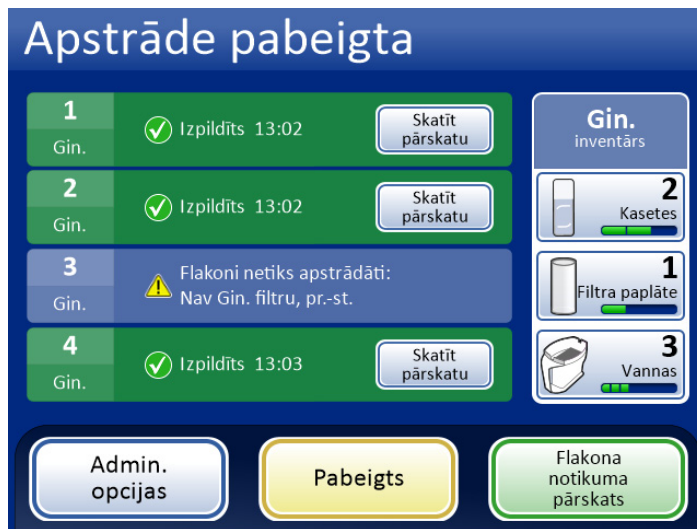 Apstrāde pabeigta
1
Gin.
Izpildīts 13:02
Skatīt
pārskatu
2
Gin.
Izpildīts 13:02
Skatīt
pārskatu
3
Gin.
Flakoni netiks apstrādāti:
Nav Gin. filtru, pr.-st.
4
Gin.
Izpildīts 13:03
Skatīt
pārskatu
Gin.
inventārs
2
Kasetes
1
Filtra paplāte
3
Vannas
Admin.
opcijas
Pabeigts
Flakona
notikuma
pārskats